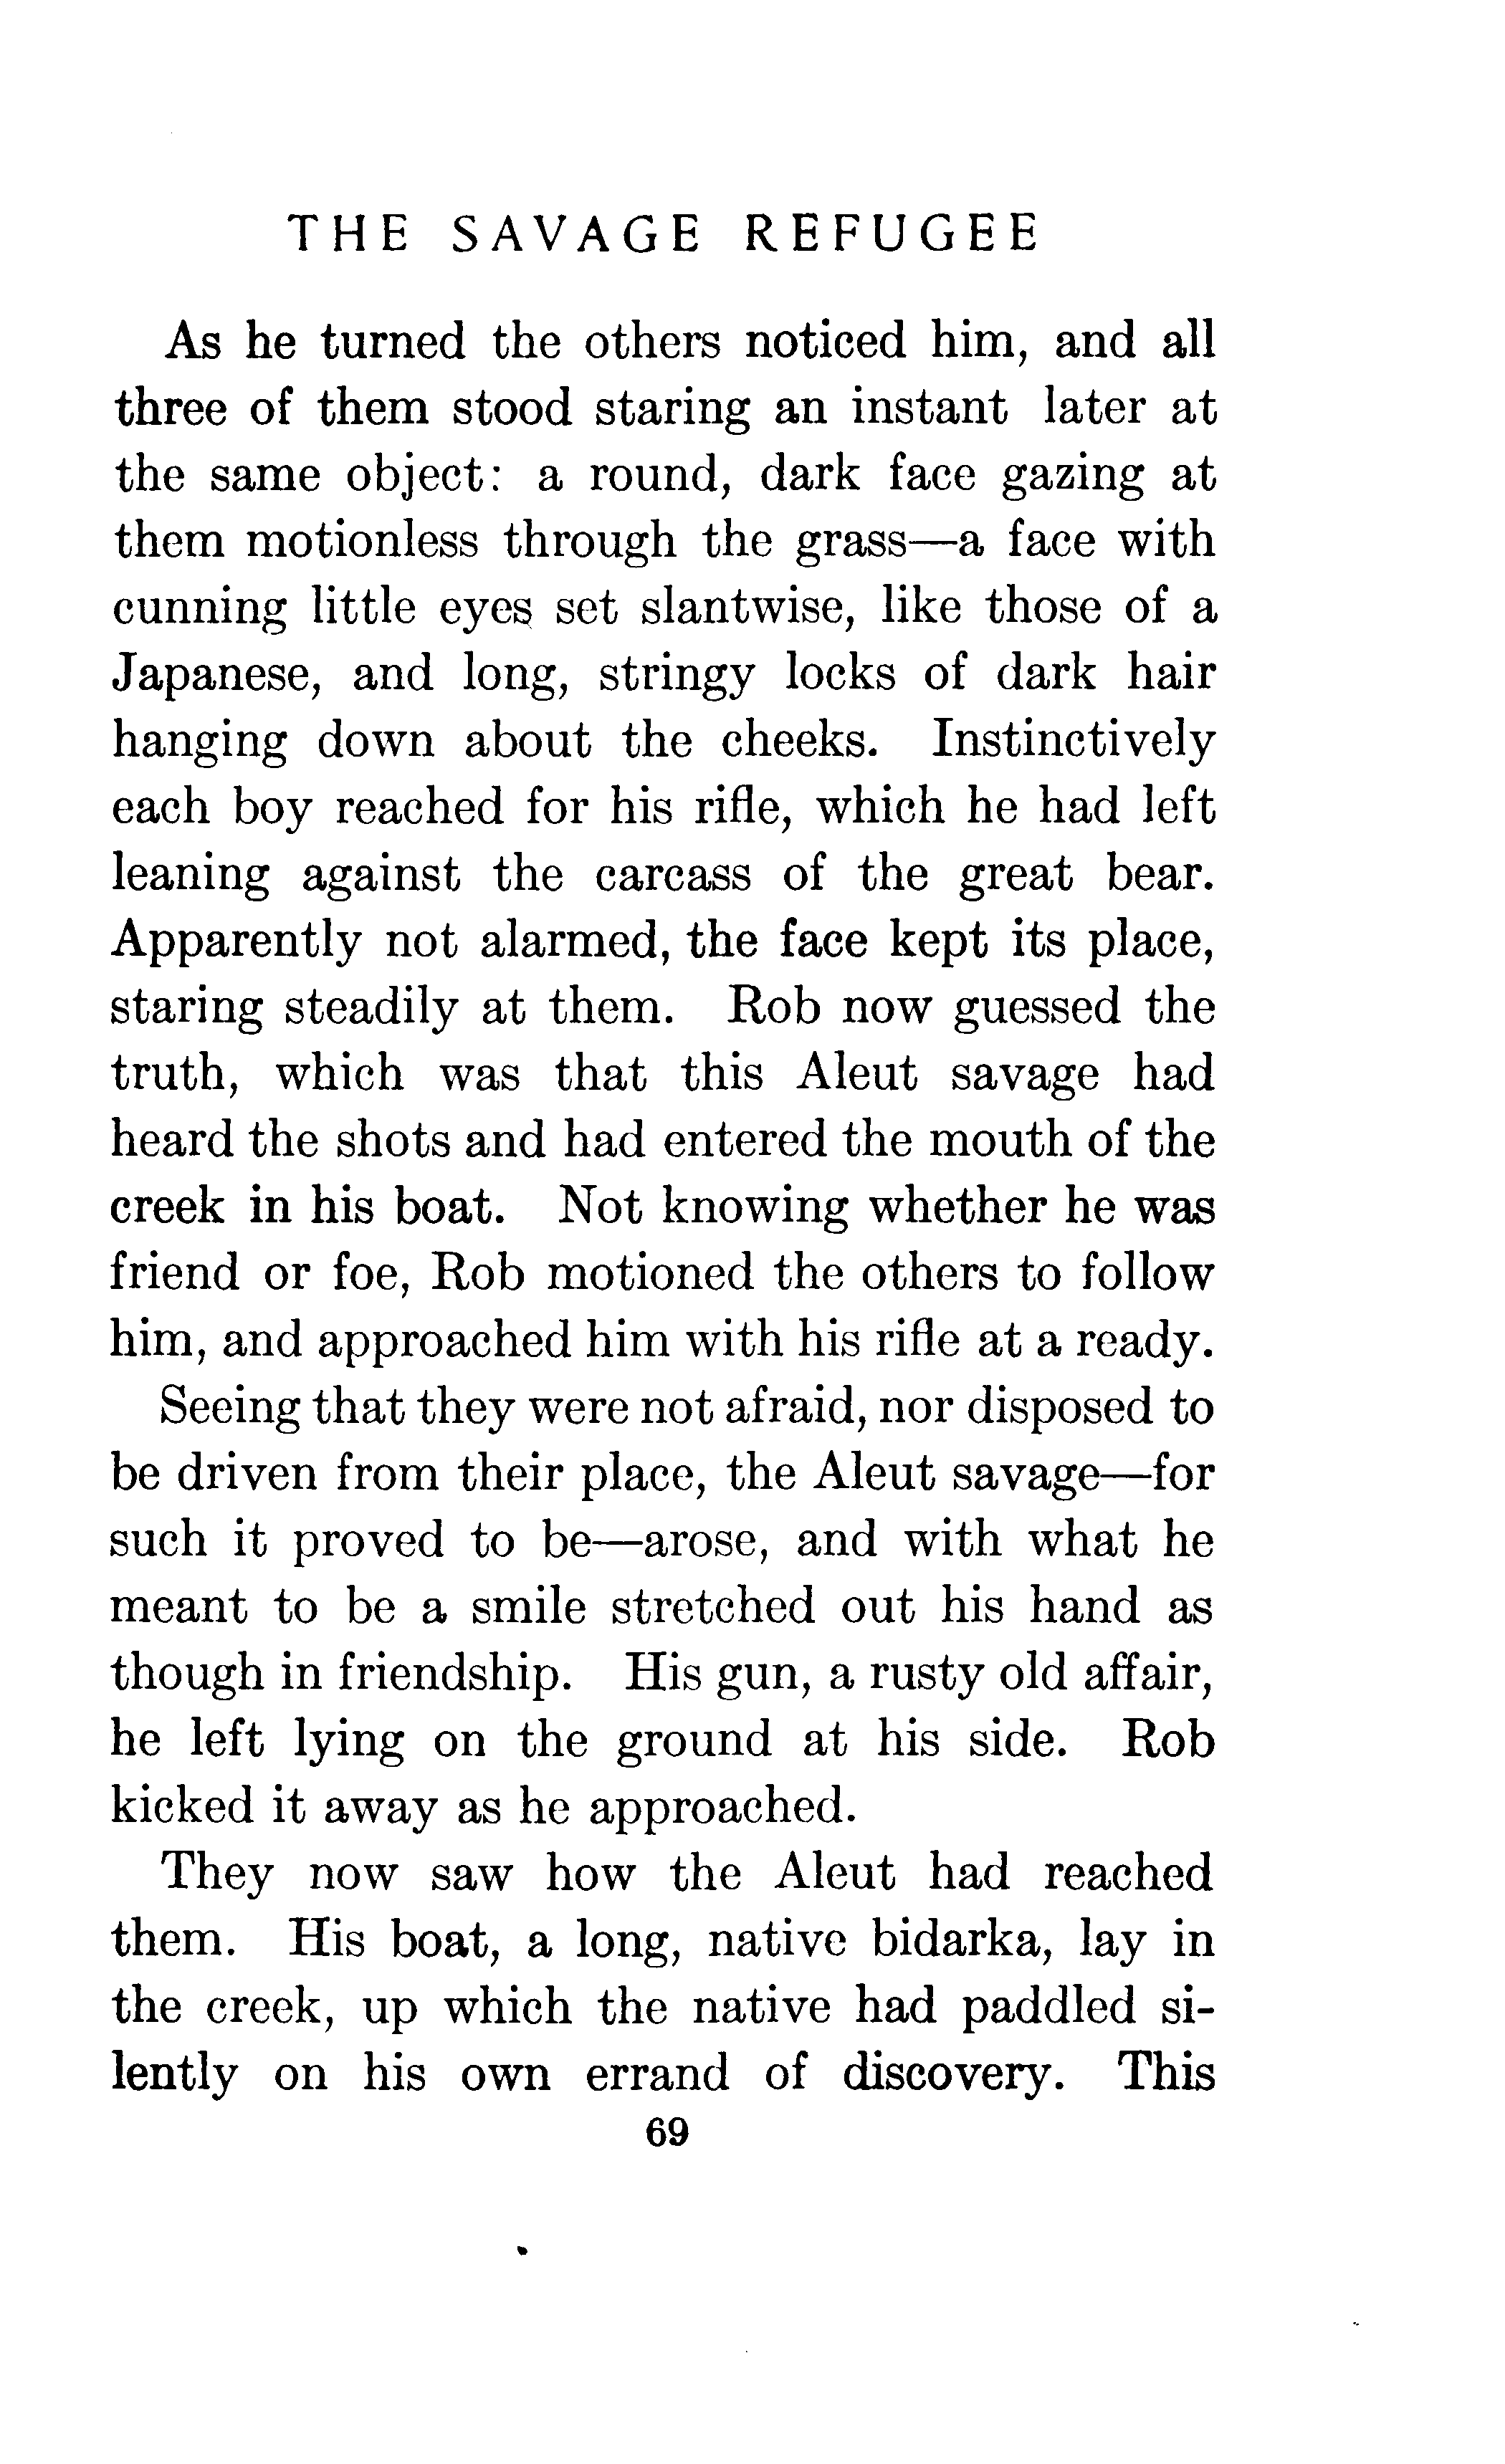 THE SAVAGE REFUGEE
As he turned the others noticed him, and all
three of them stood staring an instant later at
the same object: a round, dark face gazing at
them motionless through the grass—a face with
cunning little eyes set slantwise, like those of a
Japanese, and long, stringy locks of dark hair
hanging down about the cheeks. Instinctively
each boy reached for his rifle, which he had left
leaning against the carcass of the great bear.
Apparently not alarmed, the face kept its place,
staring steadily at them. Rob now guessed the
truth, which was that this Aleut savage had
heard the shots and had entered the mouth of the
creek in his boat. Not knowing whether he was
friend or foe, Rob motioned the others to follow
him, and approached him with his rifle at a ready.
Seeing that they were not afraid, nor disposed to
be driven from their place, the Aleut savage—for
such it proved to be—arose, and with what he
meant to be a smile stretched out his hand as
though in friendship. His gun, a rusty old affair,
he left lying on the ground at his side. Rob
kicked it away as he approached.
They now saw how the Aleut had reached
them. His boat, a long, native bidarka, lay in
the creek, up which the native had paddled si-
lently on his own errand of discovery. This
69